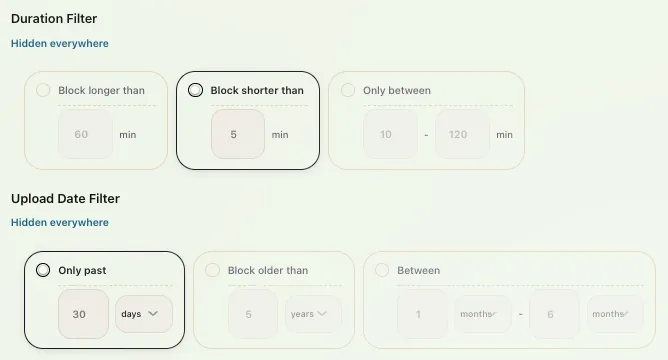 Duration Filter
Hidden everywhere
Block longer than
60 min
Block shorter than
5 min
Only between
10 - 120 min
Upload Date Filter
Hidden everywhere
Only past
30 days
Block older than
5 years
Between
1 months - 6 months